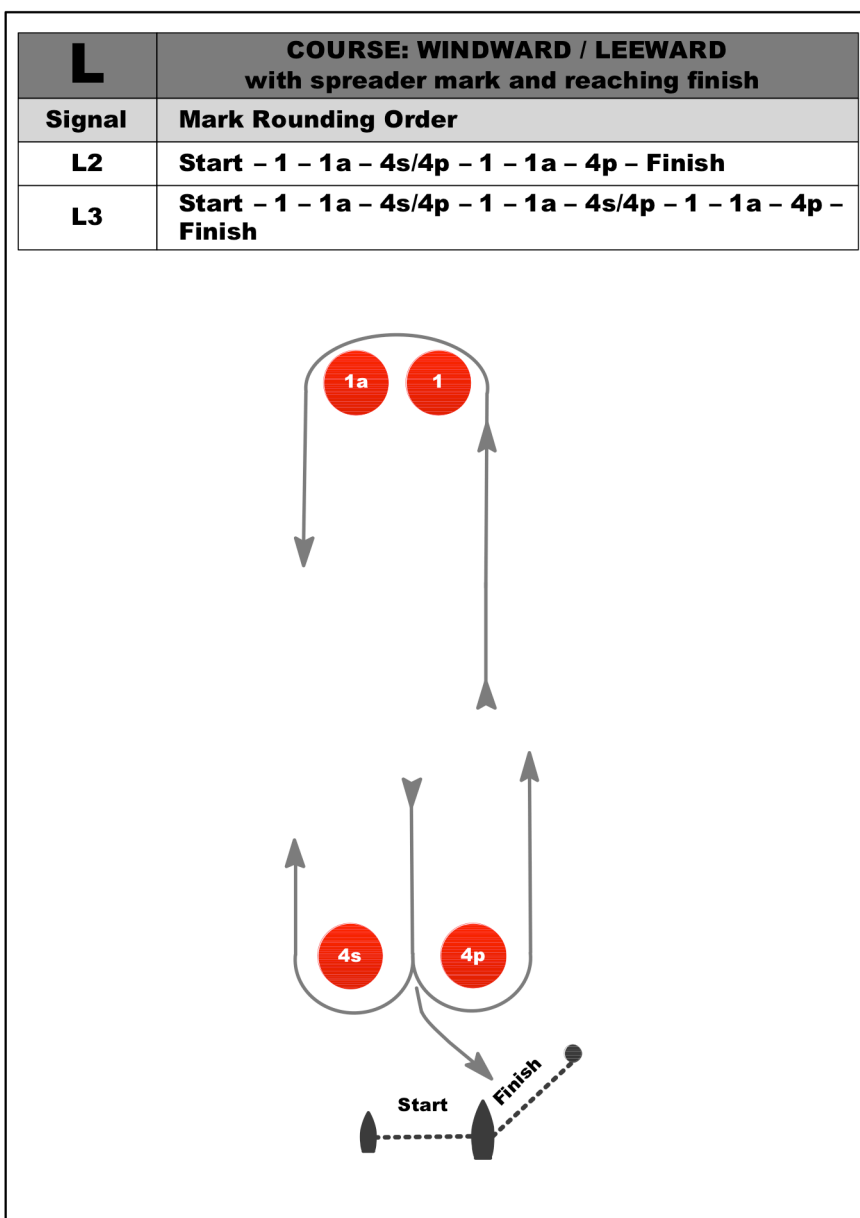 L
COURSE: WINDWARD / LEEWARD
with spreader mark and reaching finish
Signal Mark Rounding Order
L2 Start – 1 – 1a – 4s/4p – 1 – 1a – 4p – Finish
L3 Start – 1 – 1a – 4s/4p – 1 – 1a – 4s/4p – 1 – 1a – 4p –
Finish
1a 1
4s 4p
Finish
Start